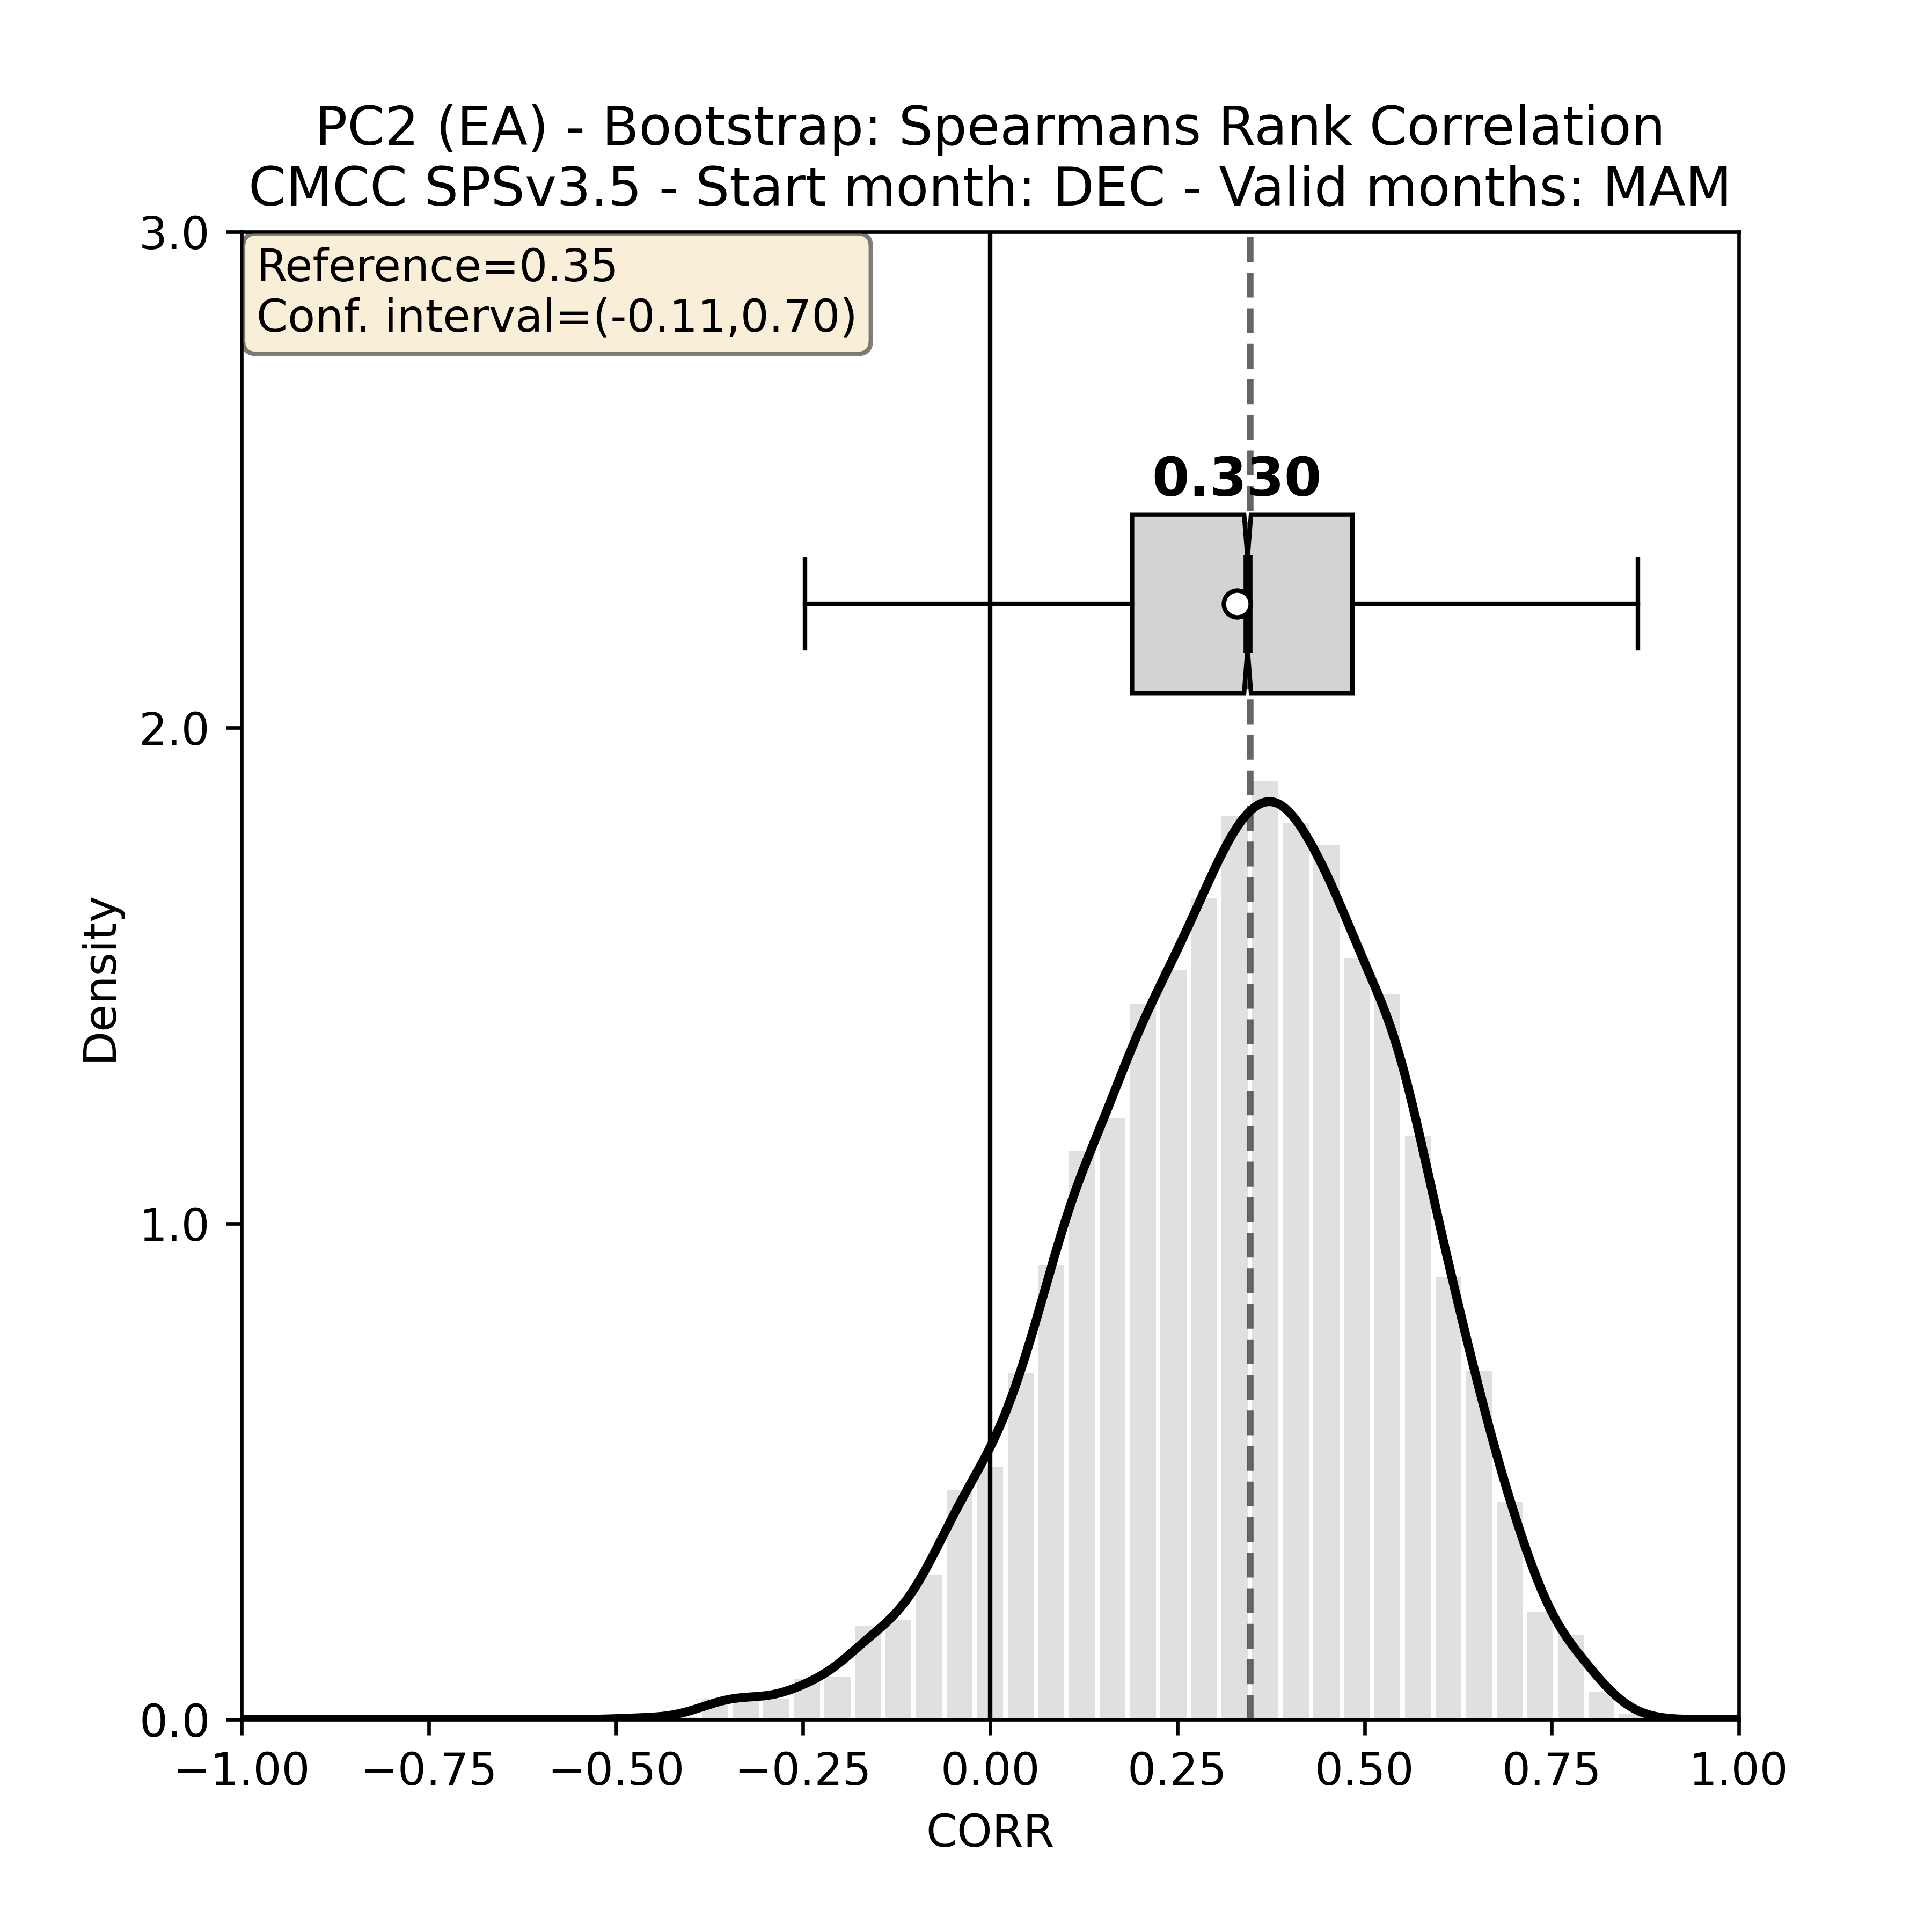 PC2 (EA) - Bootstrap: Spearmans Rank Correlation
CMCC SPSv3.5 - Start month: DEC - Valid months: MAM
Reference=0.35
Conf. interval=(-0.11,0.70)
0.330
3.0
2.0
1.0
0.0
Density
−1.00 −0.75 −0.50 −0.25 0.00 0.25 0.50 0.75 1.00
CORR